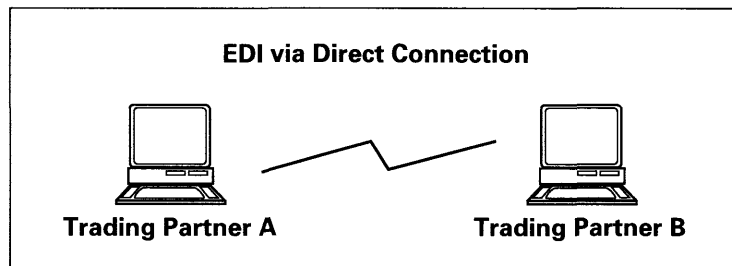 EDI via Direct Connection
Trading Partner A
Trading Partner B